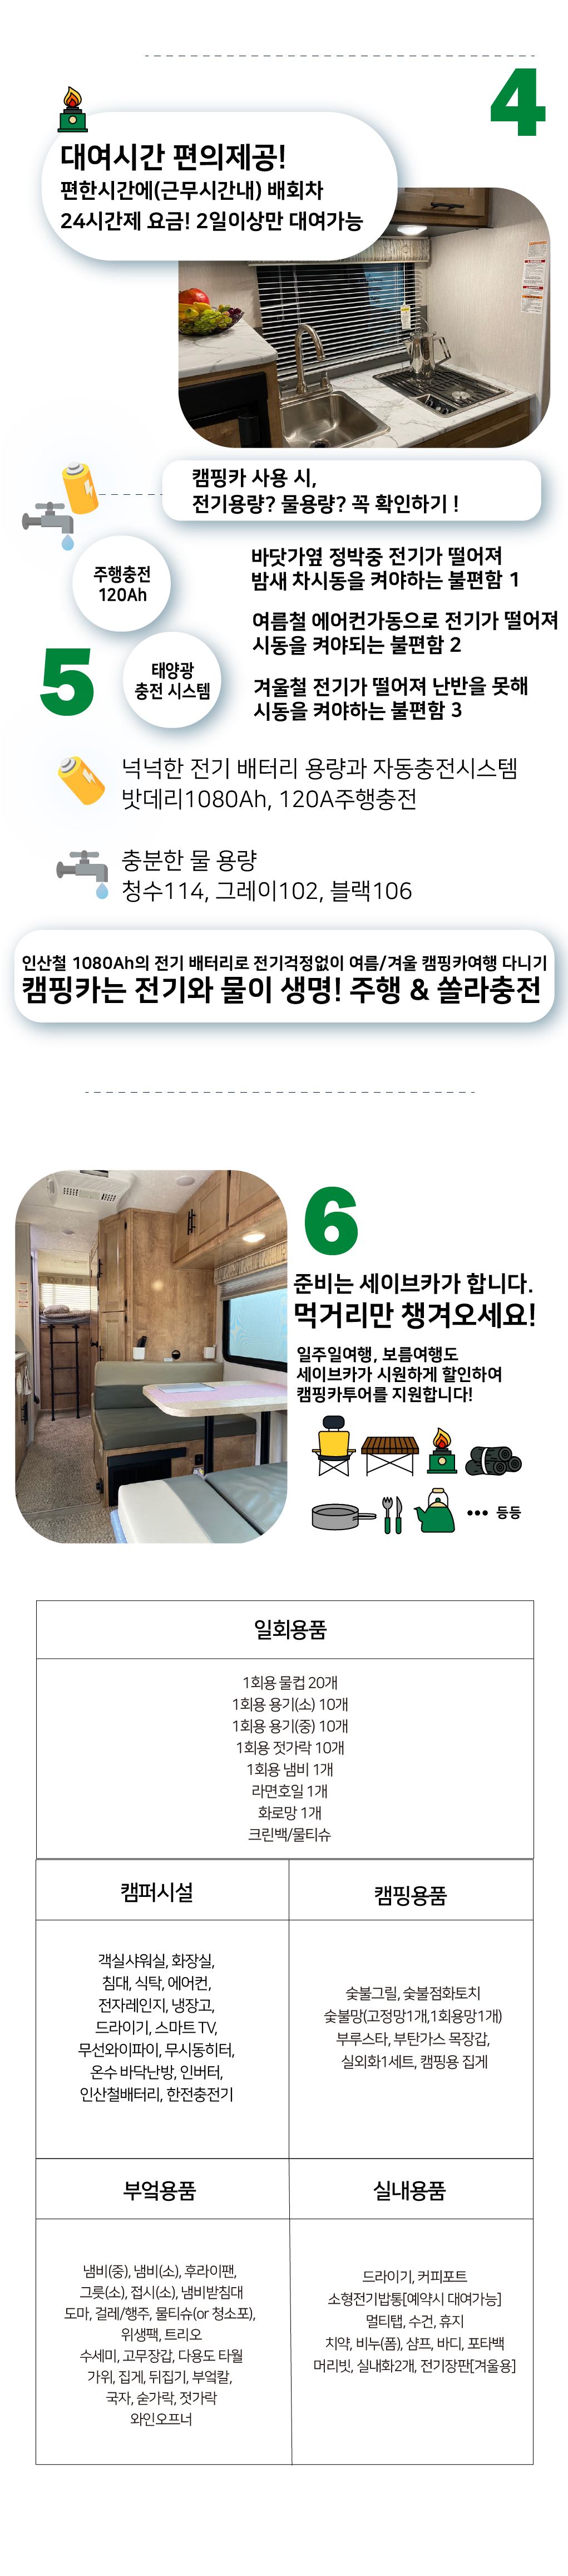 4
대여시간 편의제공!
편한시간에(근무시간내) 배회차
24시간제 요금! 2일이상만 대여가능
캠핑카 사용 시,
전기용량? 물용량? 꼭 확인하기 !
주행충전
120Ah
바닷가옆 정박중 전기가 떨어져
밤새 차시동을 켜야하는 불편함 1
여름철 에어컨가동으로 전기가 떨어져
시동을 켜야되는 불편함 2
5
태양광
충전 시스템
겨울철 전기가 떨어져 난반을 못해
시동을 켜야하는 불편함 3
넉넉한 전기 배터리 용량과 자동충전시스템
밧데리1080Ah, 120A주행충전
충분한 물 용량
청수114, 그레이102, 블랙106
인산철 1080Ah의 전기 배터리로 전기걱정없이 여름/겨울 캠핑카여행 다니기
캠핑카는 전기와 물이 생명! 주행 & 쏠라충전
6
준비는 세이브카가 합니다.
먹거리만 챙겨오세요!
일주일여행, 보름여행도
세이브카가 시원하게 할인하여
캠핑카투어를 지원합니다!
••• 등등
일회용품
1회용 물컵 20개
1회용 용기(소) 10개
1회용 용기(중) 10개
1회용 젓가락 10개
1회용 냄비 1개
라면호일 1개
화로망 1개
크린백/물티슈
캠퍼시설
객실샤워실, 화장실,
침대, 식탁, 에어컨,
전자레인지, 냉장고,
드라이기, 스마트 TV,
무선와이파이, 무시동히터,
온수 바닥난방, 인버터,
인산철배터리, 한전충전기
캠핑용품
숯불그릴, 숯불점화토치
숯불망(고정망1개,1회용망1개)
부루스타, 부탄가스 목장갑,
실외화1세트, 캠핑용 집게
부엌용품
냄비(중), 냄비(소), 후라이팬,
그릇(소), 접시(소), 냄비받침대
도마, 걸레/행주, 물티슈(or 청소포),
위생팩, 트리오
수세미, 고무장갑, 다용도 타월
가위, 집게, 뒤집기, 부엌칼,
국자, 숟가락, 젓가락
와인오프너
실내용품
드라이기, 커피포트
소형전기밥통[예약시 대여가능]
멀티탭, 수건, 휴지
치약, 비누(폼), 샴프, 바디, 포타백
머리빗, 실내화2개, 전기장판[겨울용]